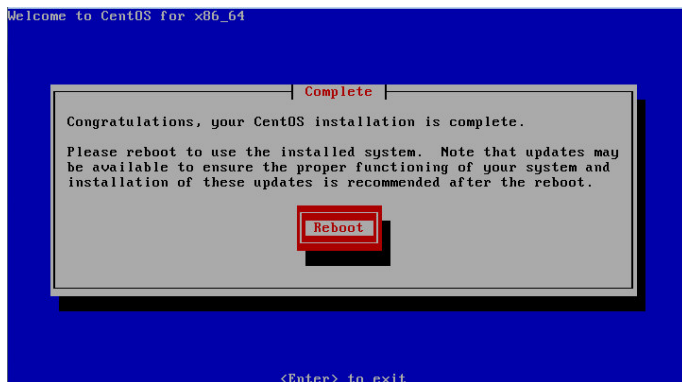 Welcome to CentOS for x86_64
Complete
Congratulations, your CentOS installation is complete.
Please reboot to use the installed system.  Note that updates may
be available to ensure the proper functioning of your system and
installation of these updates is recommended after the reboot.
Reboot
<Enter> to exit